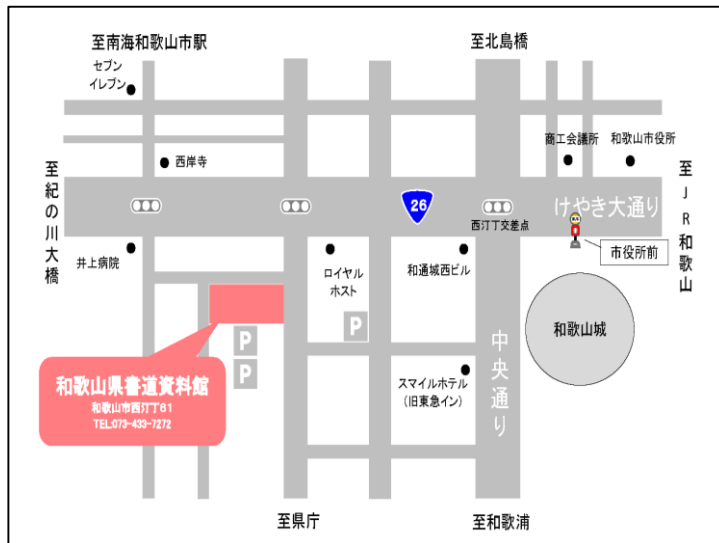 至南海和歌山市駅
至北島橋
セブン
イレブン
商工会議所
和歌山市役所
西岸寺
至紀の川大橋
至JR和歌山
26
けやき大通り
西汀丁交差点
市役所前
井上病院
ロイヤル
ホスト
和通城西ビル
和歌山城
P
P
P
中央通り
和歌山県書道資料館
和歌山市西汀丁61
TEL:073-433-7272
スマイルホテル
（旧東急イン）
至県庁
至和歌浦